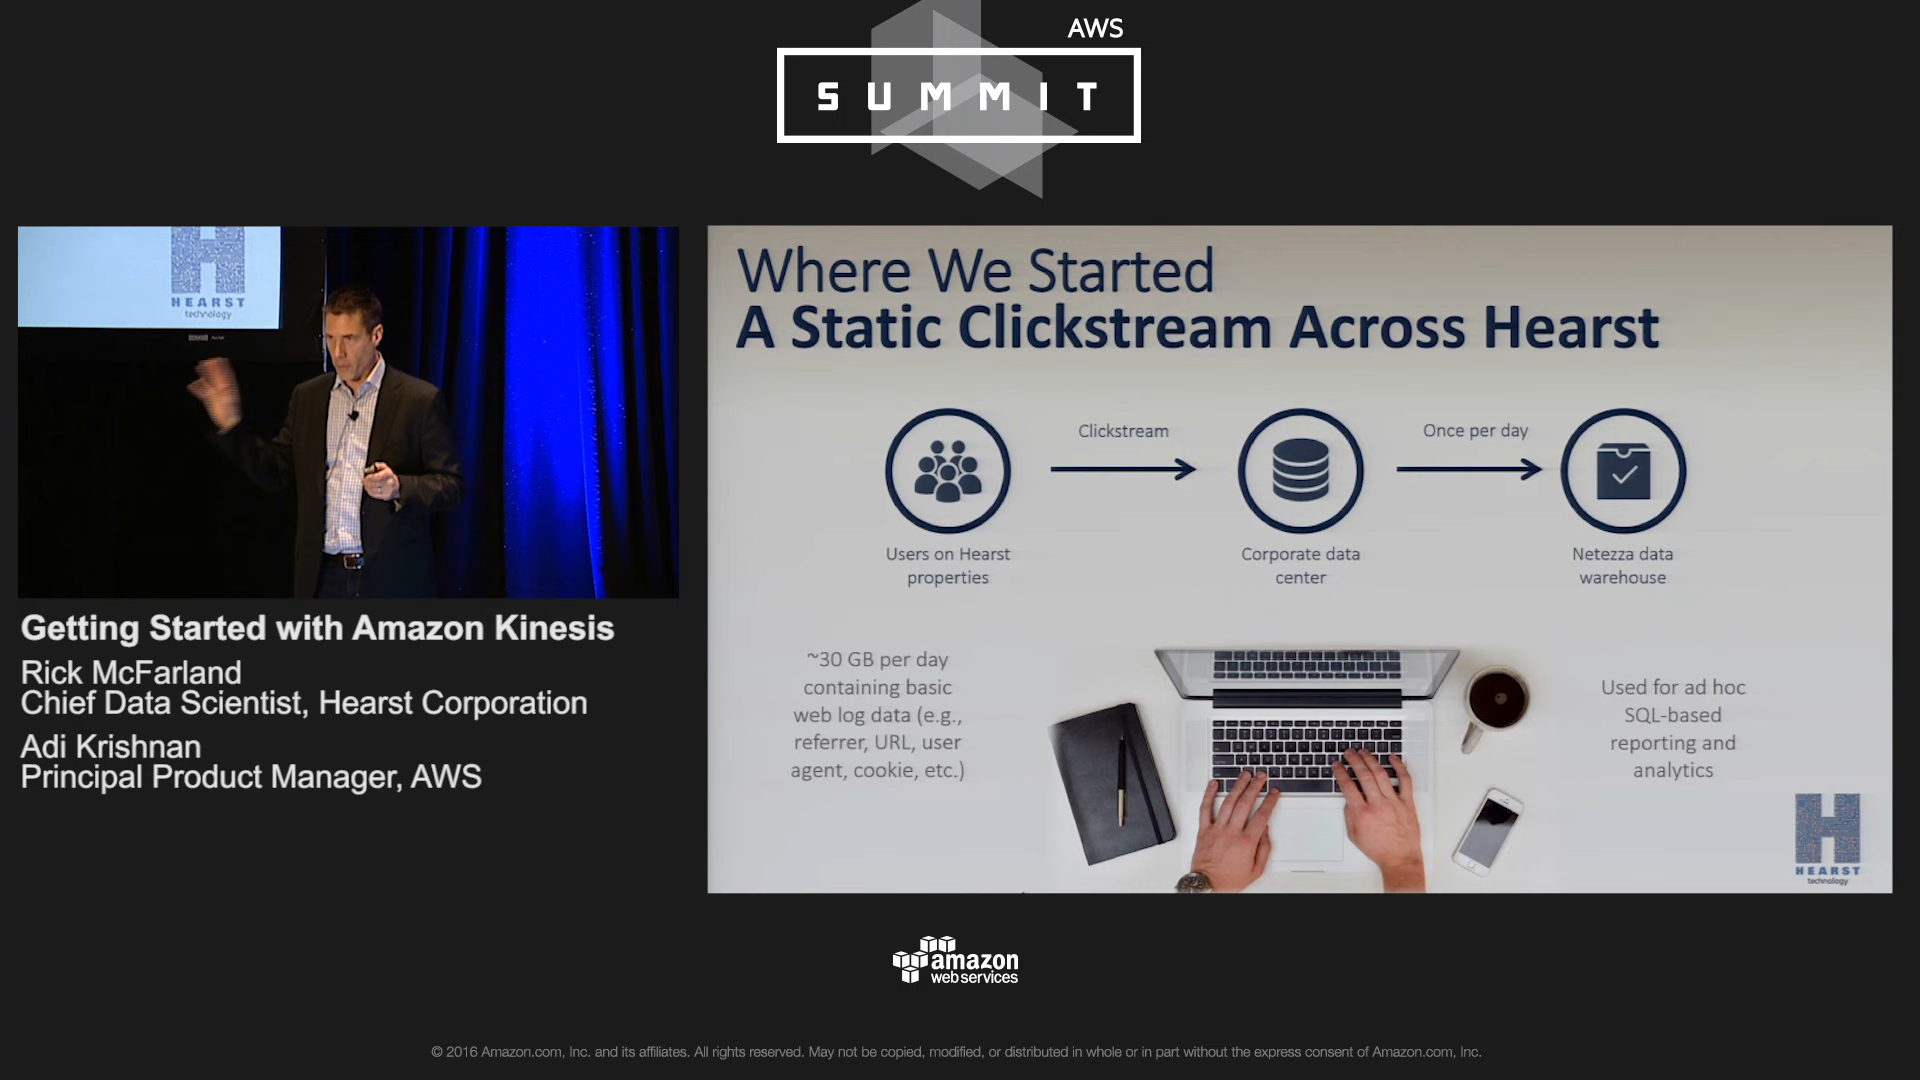 AWS
SUMMIT
HEARST
technology
Getting Started with Amazon Kinesis
Rick McFarland
Chief Data Scientist, Hearst Corporation
Adi Krishnan
Principal Product Manager, AWS
Where We Started
A Static Clickstream Across Hearst
Clickstream
Once per day
Users on Hearst
properties
Corporate data
center
Netezza data
warehouse
~30 GB per day
containing basic
web log data (e.g.,
referrer, URL, user
agent, cookie, etc.)
Used for ad hoc
SQL-based
reporting and
analytics
HEARST
technology
amazon
web services
© 2016 Amazon.com, Inc. and its affiliates. All rights reserved. May not be copied, modified, or distributed in whole or in part without the express consent of Amazon.com, Inc.